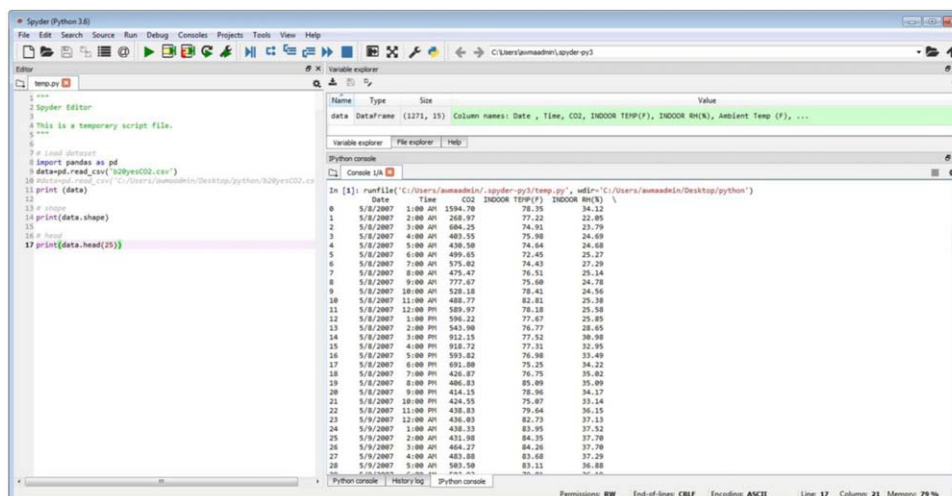 Spyder (Python 3.6)
File Edit Search Source Run Debug Consoles Projects Tools View Help
C:\Users\awmaadmin\.spyder-py3
Editor
temp.py
1 """
2 Spyder Editor
3
4 This is a temporary script file.
5 """
6
7 # Load dataset
8 import pandas as pd
9 data=pd.read_csv('b20yesCO2.csv')
10 #data=pd.read_csv('C:/Users/awmaadmin/Desktop/python/b20yesCO2.cs
11 print (data)
12
13 # shape
14 print(data.shape)
15
16 # head
17 print(data.head(25))
Variable explorer
Name Type Size Value
data DataFrame (1271, 15) Column names: Date , Time, CO2, INDOOR TEMP(F), INDOOR RH(%), Ambient Temp (F), ...
Variable explorer File explorer Help
IPython console
Console 1/A
In [1]: runfile('C:/Users/awmaadmin/.spyder-py3/temp.py', wdir='C:/Users/awmaadmin/Desktop/python')
Date Time CO2 INDOOR TEMP(F) INDOOR RH(%) \
0 5/8/2007 1:00 AM 1594.70 78.35 34.12
1 5/8/2007 2:00 AM 268.97 77.22 22.05
2 5/8/2007 3:00 AM 604.25 74.91 23.79
3 5/8/2007 4:00 AM 403.55 75.98 24.69
4 5/8/2007 5:00 AM 430.50 74.64 24.68
5 5/8/2007 6:00 AM 499.65 72.45 25.27
6 5/8/2007 7:00 AM 575.02 74.43 27.29
7 5/8/2007 8:00 AM 475.47 76.51 25.14
8 5/8/2007 9:00 AM 777.67 75.60 24.78
9 5/8/2007 10:00 AM 528.18 78.41 24.56
10 5/8/2007 11:00 AM 488.77 82.81 25.38
11 5/8/2007 12:00 PM 589.97 78.18 25.58
12 5/8/2007 1:00 PM 596.22 77.67 25.85
13 5/8/2007 2:00 PM 543.90 76.77 28.65
14 5/8/2007 3:00 PM 912.15 77.52 30.98
15 5/8/2007 4:00 PM 918.72 77.31 32.95
16 5/8/2007 5:00 PM 593.82 76.98 33.49
17 5/8/2007 6:00 PM 691.80 75.25 34.22
18 5/8/2007 7:00 PM 426.87 76.75 35.02
19 5/8/2007 8:00 PM 406.83 85.09 35.09
20 5/8/2007 9:00 PM 414.15 78.96 34.17
21 5/8/2007 10:00 PM 424.55 75.07 33.14
22 5/8/2007 11:00 PM 438.83 79.64 36.15
23 5/9/2007 12:00 AM 436.03 82.73 37.13
24 5/9/2007 1:00 AM 438.33 83.95 37.52
25 5/9/2007 2:00 AM 431.98 84.35 37.70
26 5/9/2007 3:00 AM 464.27 84.26 37.70
27 5/9/2007 4:00 AM 483.88 83.68 37.29
28 5/9/2007 5:00 AM 503.50 83.11 36.88
Python console History log IPython console
Permissions: RW End-of-lines: CRLF Encoding: ASCII Line: 17 Column: 21 Memory: 79 %